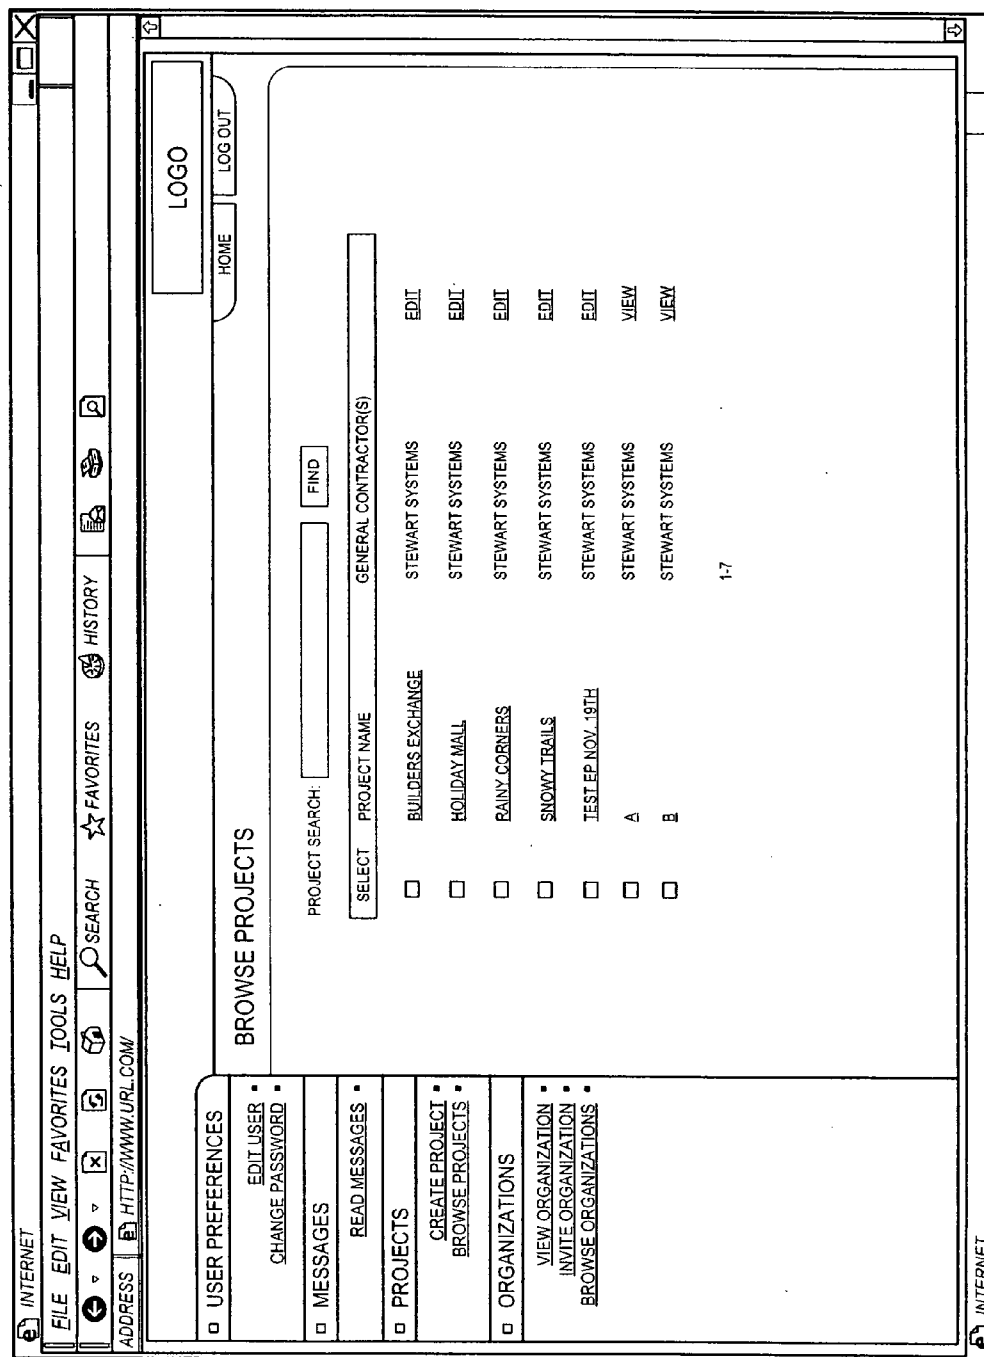 INTERNET
FILE EDIT VIEW FAVORITES TOOLS HELP
SEARCH FAVORITES HISTORY
ADDRESS HTTP://WWW.URL.COM/
LOGO
HOME LOG OUT
USER PREFERENCES
EDIT USER
CHANGE PASSWORD
MESSAGES
READ MESSAGES
PROJECTS
CREATE PROJECT
BROWSE PROJECTS
ORGANIZATIONS
VIEW ORGANIZATION
INVITE ORGANIZATION
BROWSE ORGANIZATIONS
BROWSE PROJECTS
PROJECT SEARCH: FIND
SELECT PROJECT NAME GENERAL CONTRACTOR(S)
BUILDERS EXCHANGE STEWART SYSTEMS EDIT
HOLIDAY MALL STEWART SYSTEMS EDIT
RAINY CORNERS STEWART SYSTEMS EDIT
SNOWY TRAILS STEWART SYSTEMS EDIT
TEST EP NOV. 19TH STEWART SYSTEMS EDIT
A STEWART SYSTEMS VIEW
B STEWART SYSTEMS VIEW
1-7
INTERNET